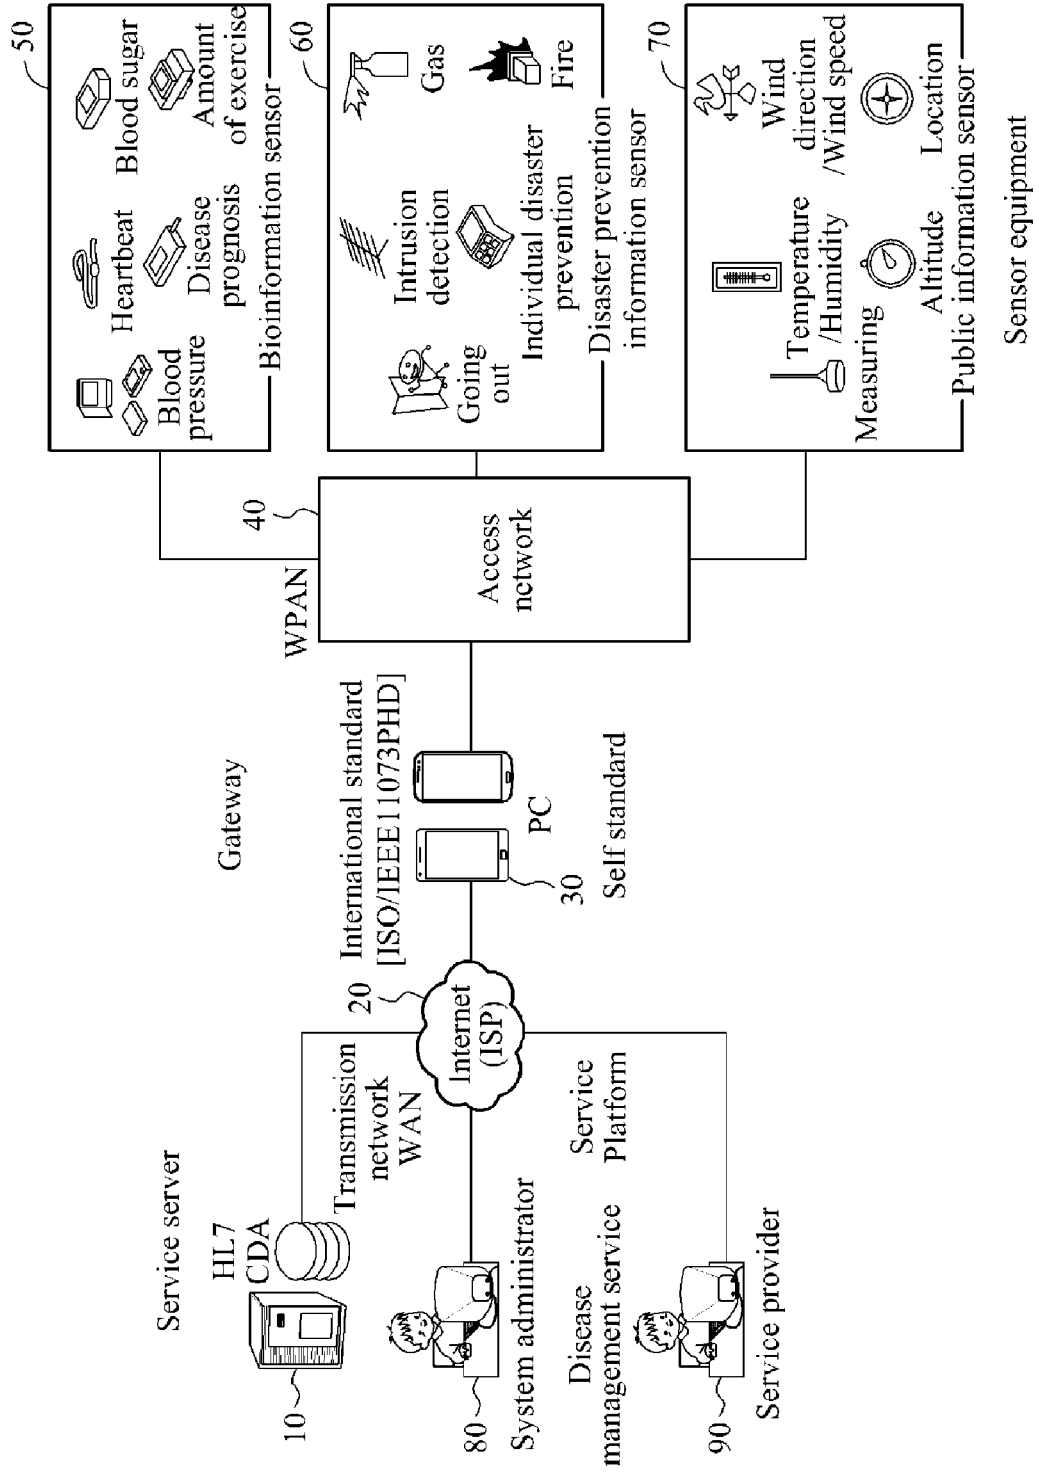 Service server
Gateway
10
HL7
CDA
Transmission
network
WAN
80
System administrator
Disease
management service
Service
Platform
90
Service provider
20
Internet
(ISP)
International standard
[ISO/IEEE11073PHD]
30
PC
Self standard
WPAN
40
Access
network
50
Blood
pressure
Heartbeat
Blood sugar
Disease
prognosis
Amount
of exercise
Bioinformation sensor
60
Going
out
Intrusion
detection
Gas
Individual disaster
prevention
Fire
Disaster prevention
information sensor
70
Measuring
Temperature
/Humidity
Wind
direction
/Wind speed
Altitude
Location
Public information sensor
Sensor equipment